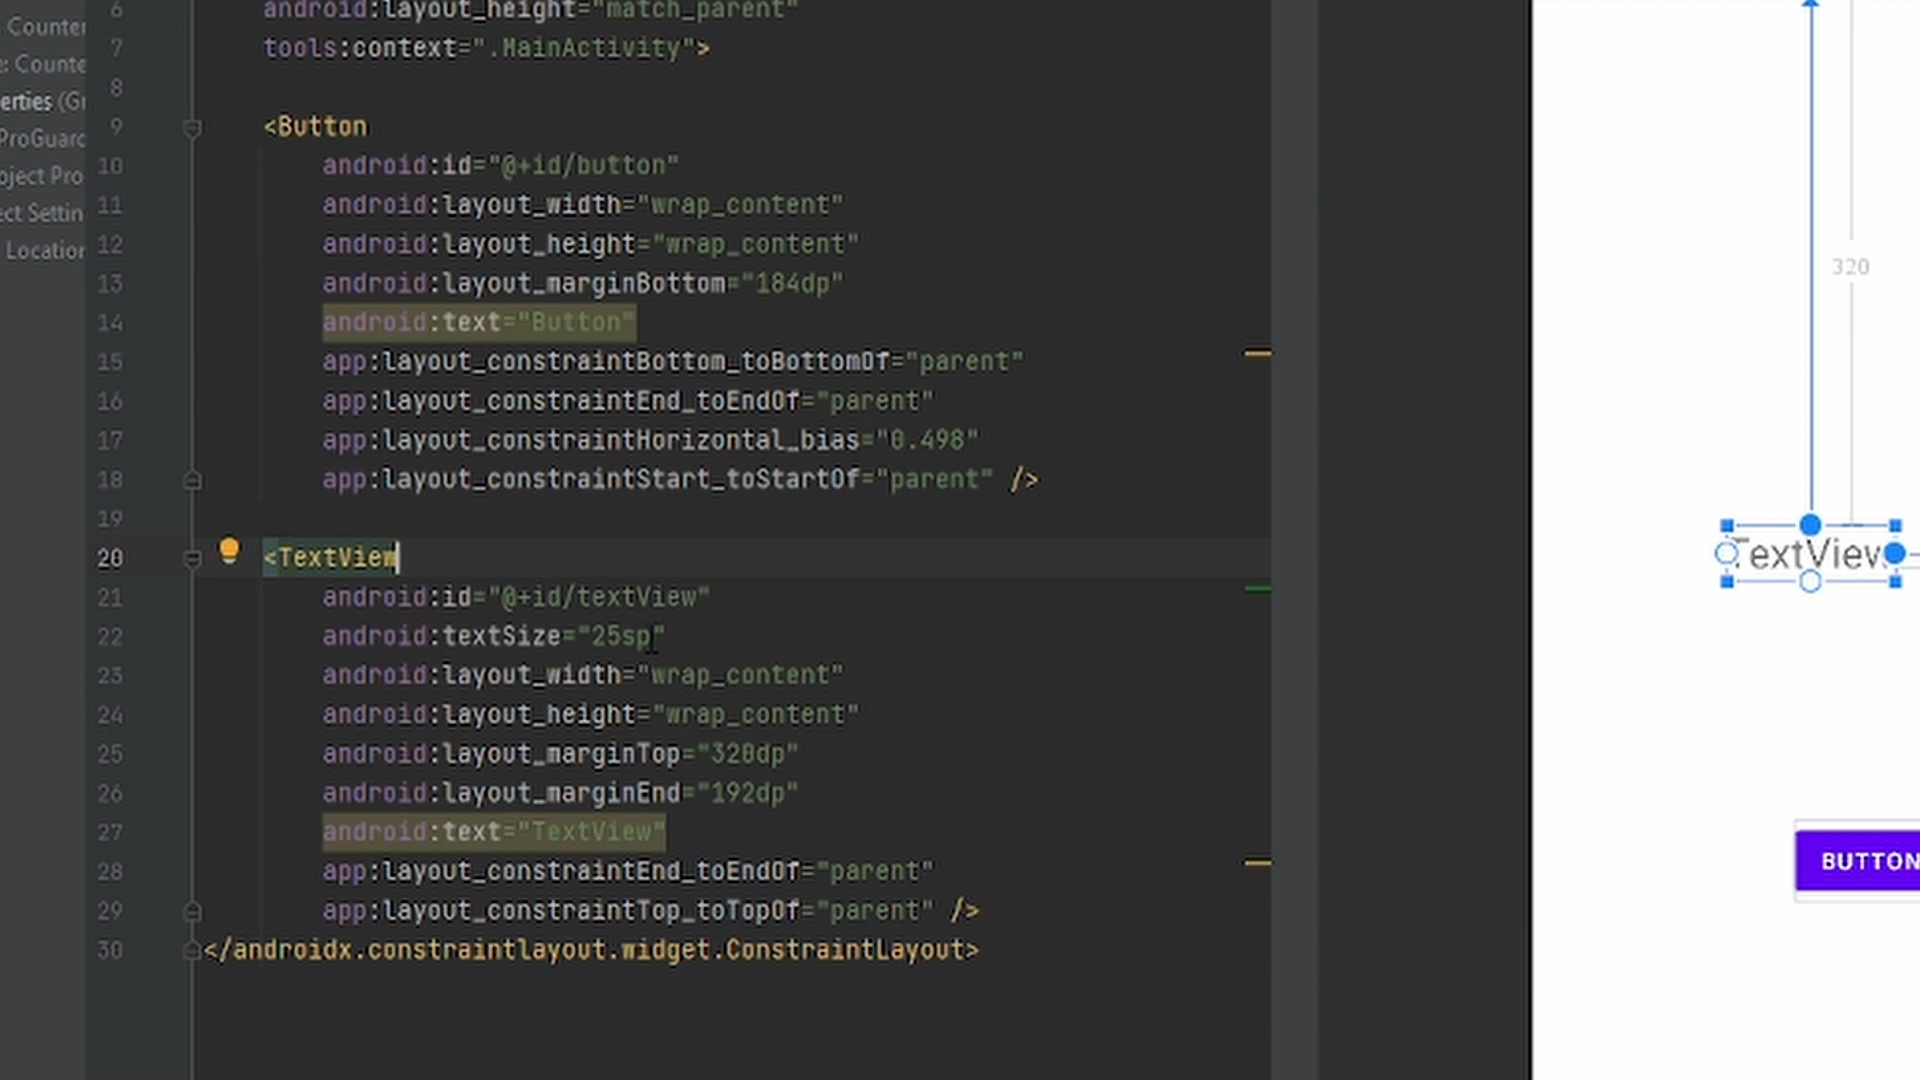 Counter
e: Counte
erties (Gr
ProGuard
oject Pro
ect Settin
Location
6 android:layout_height="match_parent"
7 tools:context=".MainActivity">
8
9 <Button
10 android:id="@+id/button"
11 android:layout_width="wrap_content"
12 android:layout_height="wrap_content"
13 android:layout_marginBottom="184dp"
14 android:text="Button"
15 app:layout_constraintBottom_toBottomOf="parent"
16 app:layout_constraintEnd_toEndOf="parent"
17 app:layout_constraintHorizontal_bias="0.498"
18 app:layout_constraintStart_toStartOf="parent" />
19
20 <TextView
21 android:id="@+id/textView"
22 android:textSize="25sp"
23 android:layout_width="wrap_content"
24 android:layout_height="wrap_content"
25 android:layout_marginTop="320dp"
26 android:layout_marginEnd="192dp"
27 android:text="TextView"
28 app:layout_constraintEnd_toEndOf="parent"
29 app:layout_constraintTop_toTopOf="parent" />
30 </androidx.constraintlayout.widget.ConstraintLayout>
320
TextView
BUTTON